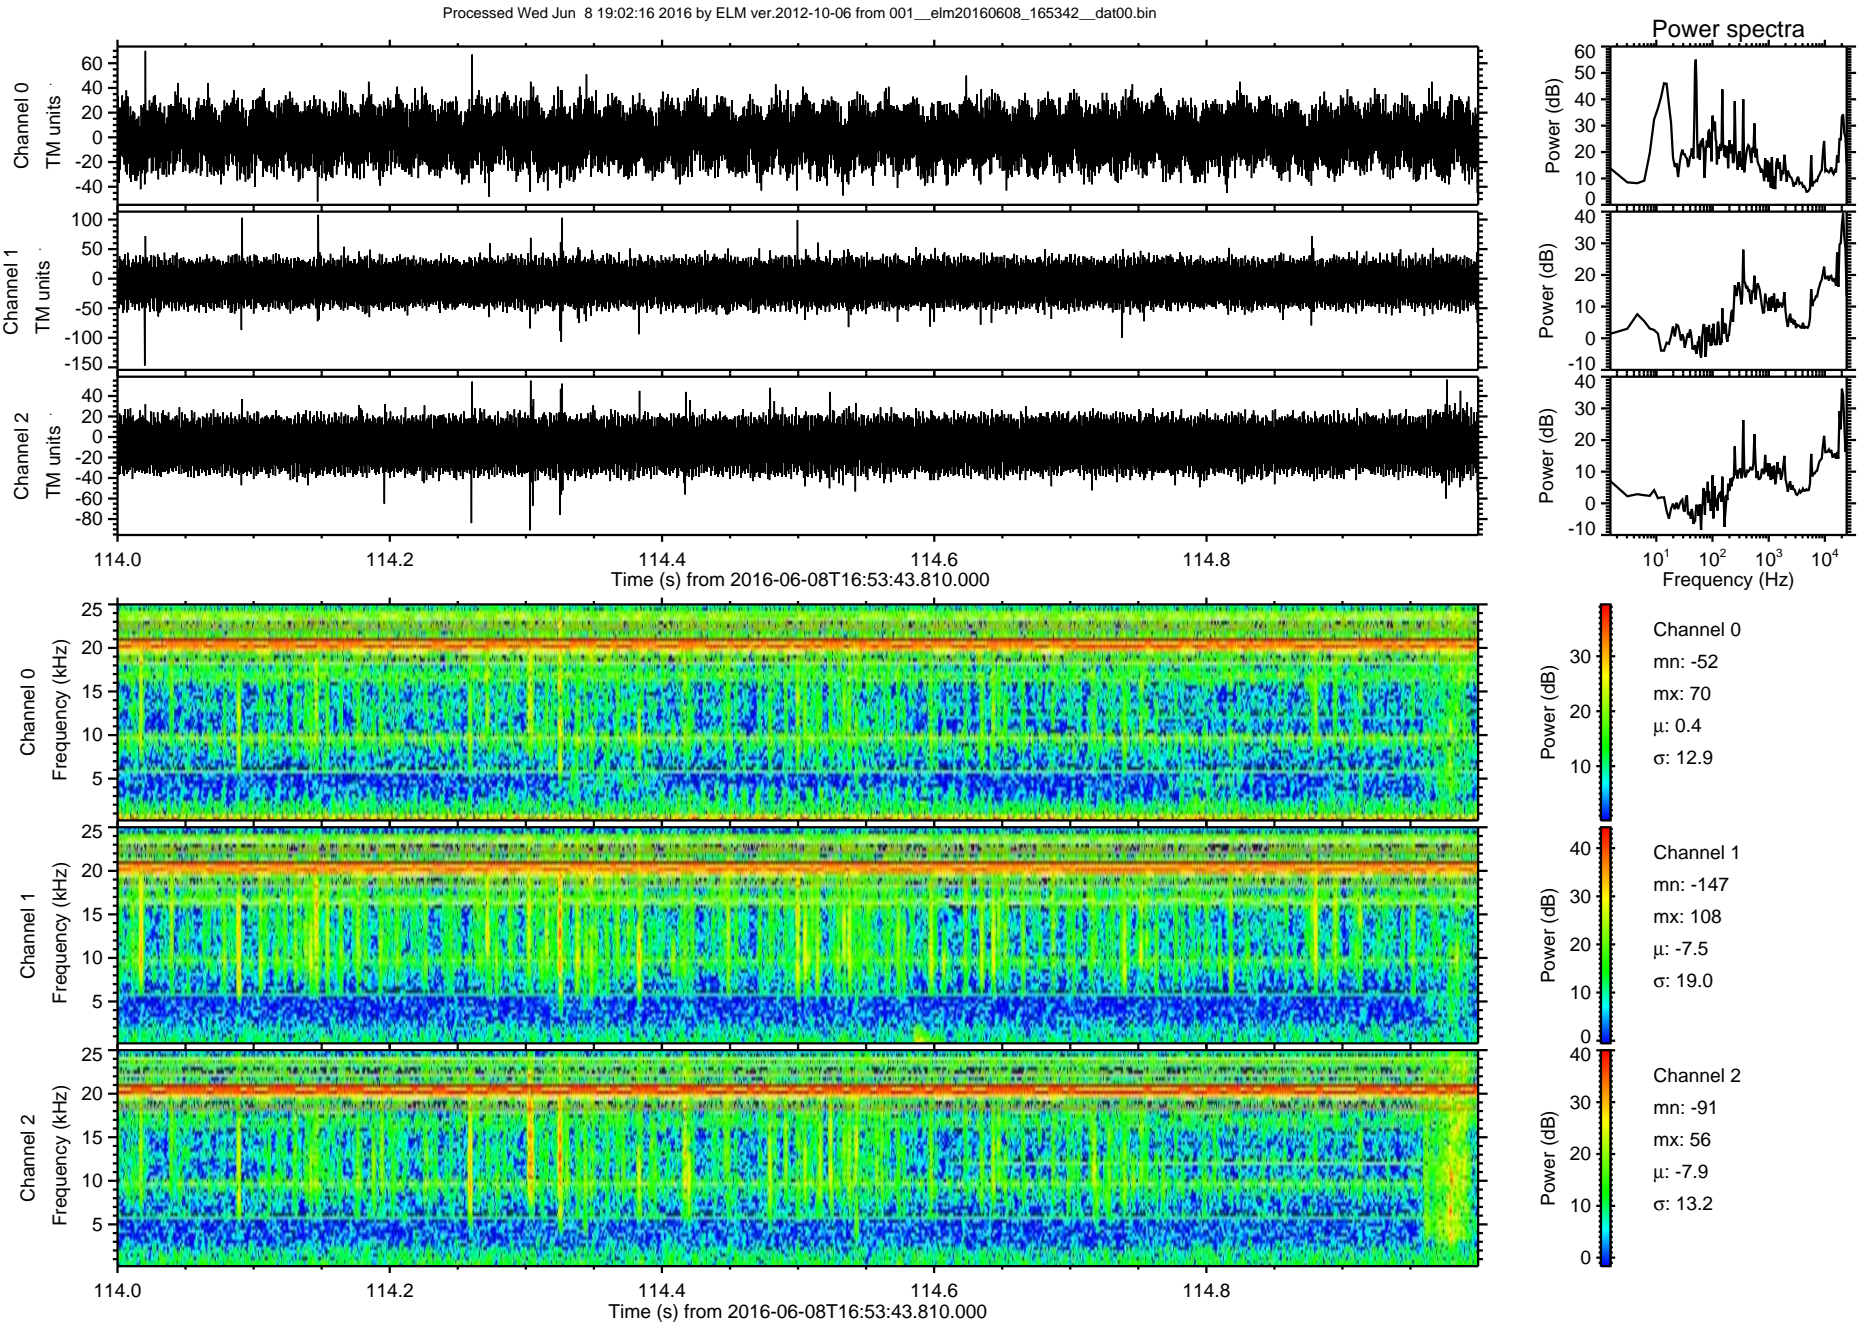 Processed Wed Jun  8 19:02:16 2016 by ELM ver.2012-10-06 from 001__elm20160608_165342__dat00.bin
Power spectra
Channel 0
TM units
60
40
20
0
-20
-40
Power (dB)
60
50
40
30
20
10
0
Channel 1
TM units
100
50
0
-50
-100
-150
Power (dB)
40
30
20
10
0
-10
Channel 2
TM units
40
20
0
-20
-40
-60
-80
Power (dB)
40
30
20
10
0
-10
114.0 114.2 114.4 114.6 114.8
Time (s) from 2016-06-08T16:53:43.810.000
10^1 10^2 10^3 10^4
Frequency (Hz)
Channel 0
Frequency (kHz)
25
20
15
10
5
Power (dB)
30
20
10
Channel 0
mn: -52
mx: 70
μ: 0.4
σ: 12.9
Channel 1
Frequency (kHz)
25
20
15
10
5
Power (dB)
40
30
20
10
0
Channel 1
mn: -147
mx: 108
μ: -7.5
σ: 19.0
Channel 2
Frequency (kHz)
25
20
15
10
5
Power (dB)
40
30
20
10
0
Channel 2
mn: -91
mx: 56
μ: -7.9
σ: 13.2
114.0 114.2 114.4 114.6 114.8
Time (s) from 2016-06-08T16:53:43.810.000